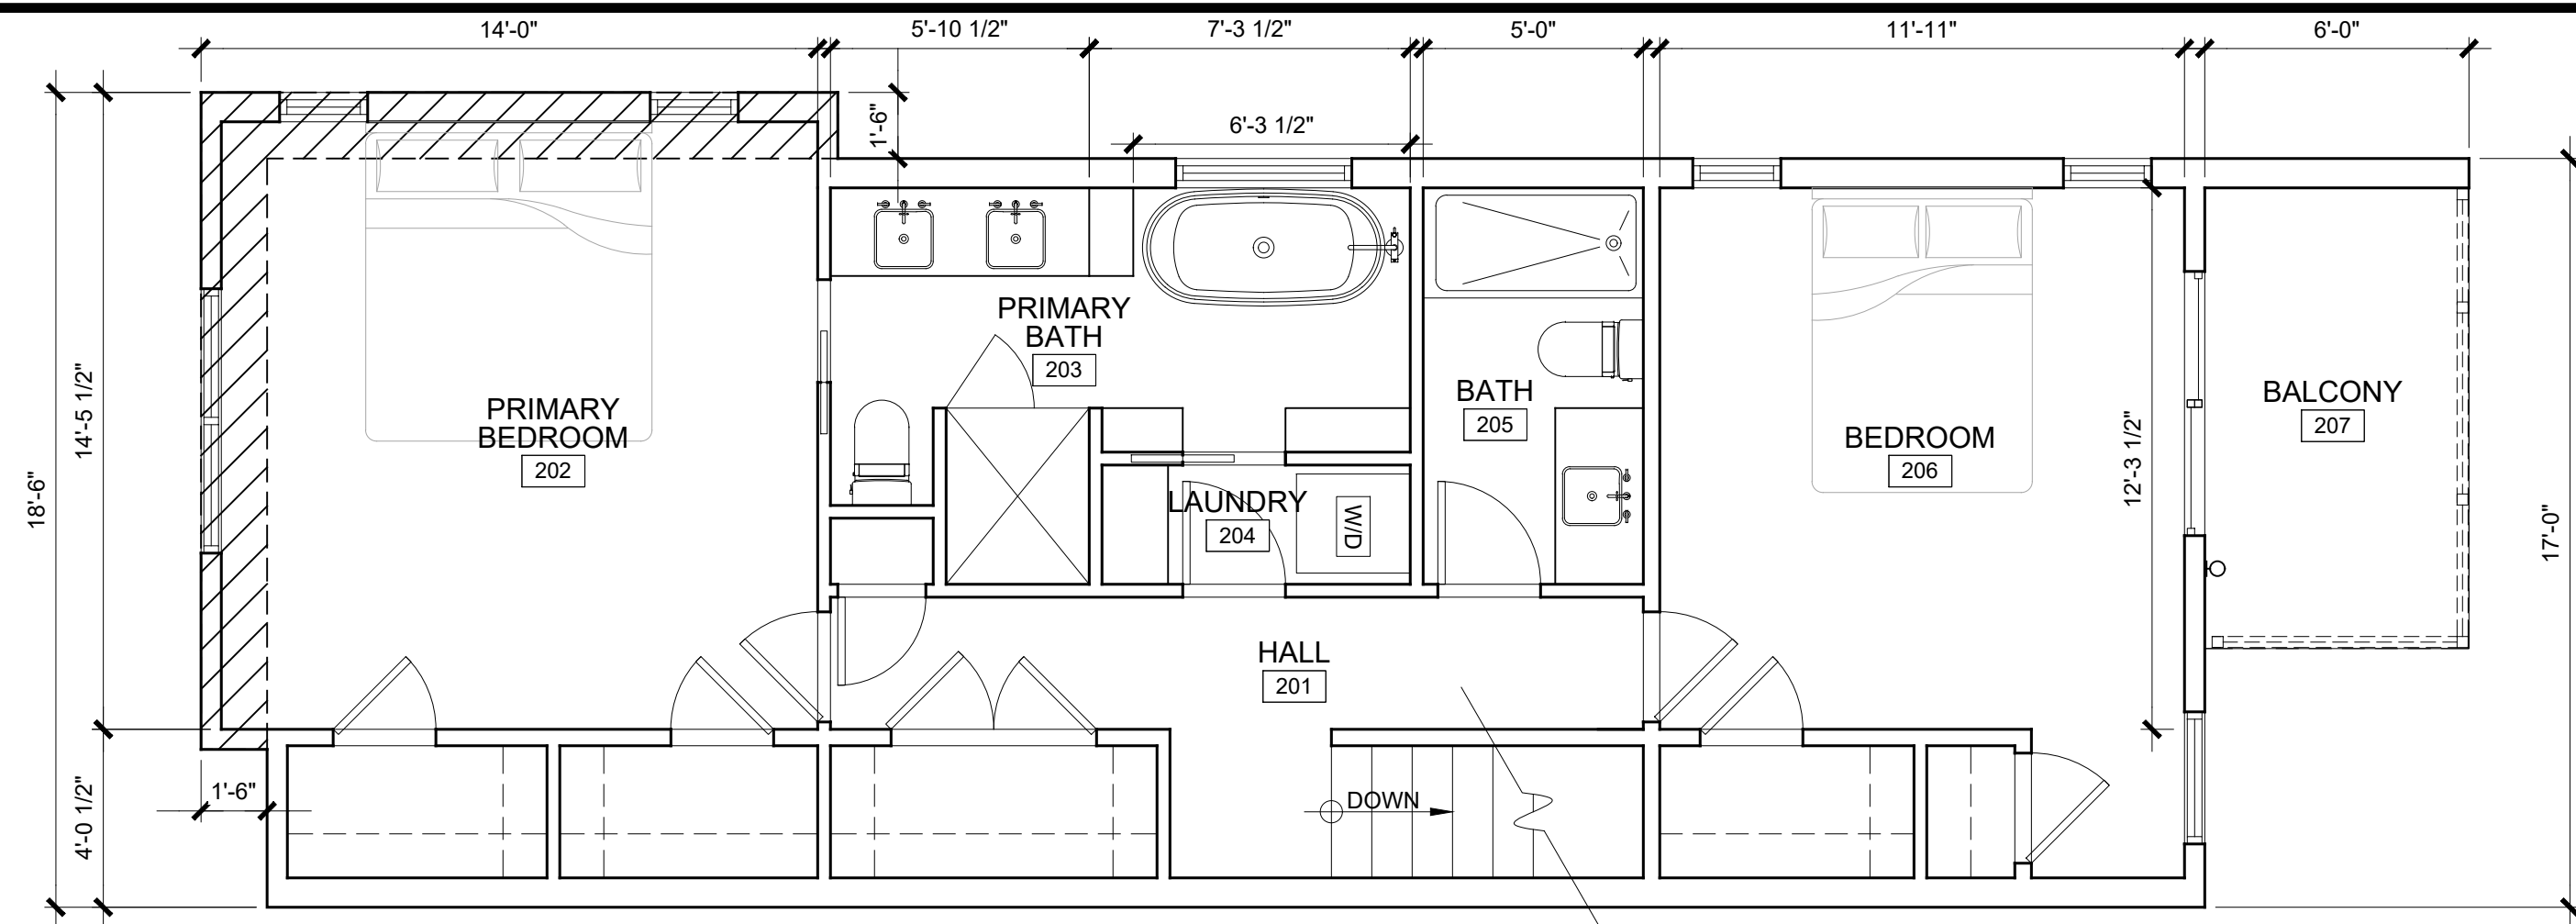 14'-0"
5'-10 1/2"
7'-3 1/2"
5'-0"
11'-11"
6'-0"
1'-6"
6'-3 1/2"
18'-6"
14'-5 1/2"
4'-0 1/2"
1'-6"
PRIMARY
BEDROOM
202
PRIMARY
BATH
203
LAUNDRY
204
W/D
BATH
205
BEDROOM
206
12'-3 1/2"
BALCONY
207
17'-0"
HALL
201
DOWN